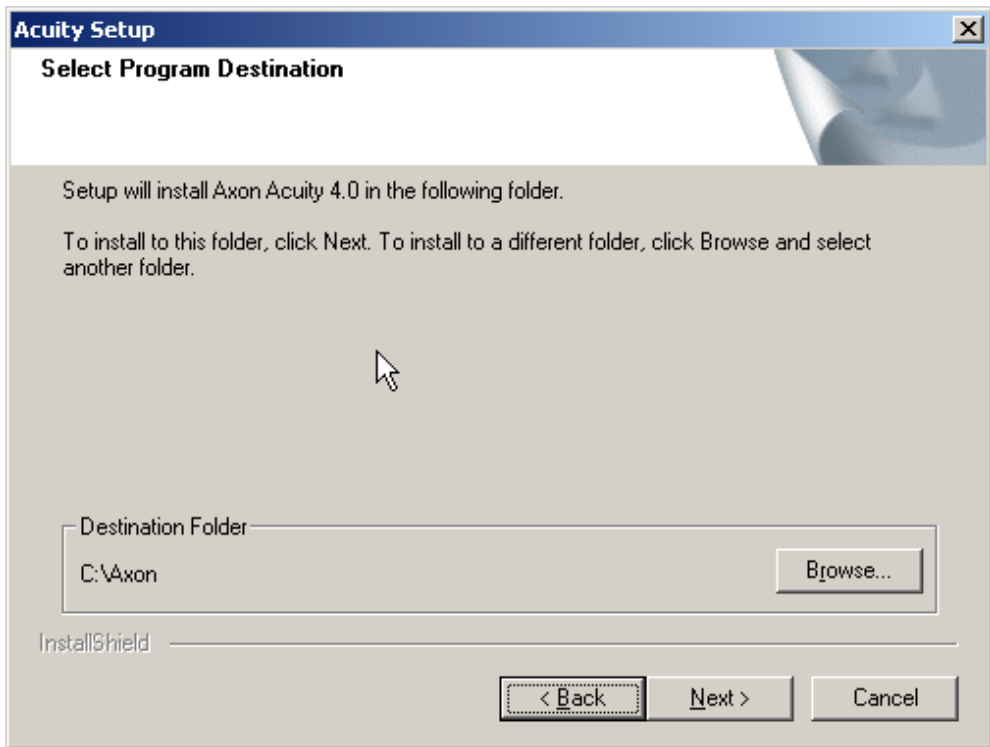 Acuity Setup
Select Program Destination
Setup will install Axon Acuity 4.0 in the following folder.
To install to this folder, click Next. To install to a different folder, click Browse and select
another folder.
Destination Folder
C:\Axon
Browse...
InstallShield
< Back
Next >
Cancel